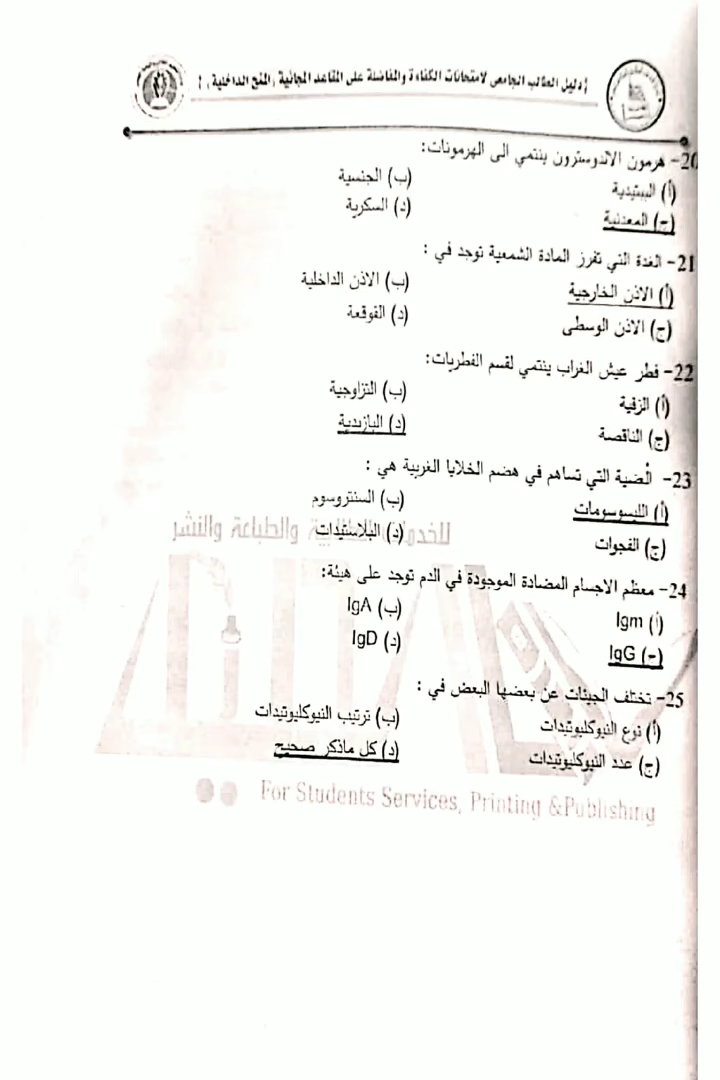 دليل الطالب الجامعي لامتحانات الكفاءة والمفاضلة على المقاعد المجانية (المنح الداخلية)
20- هرمون الاندوسترون ينتمي الى الهرمونات:
(أ) الببتيدية (ب) الجنسية
(ج) المعدنية (د) السكرية
21- الغدة التي تفرز المادة الشمعية توجد في :
(أ) الاذن الخارجية (ب) الاذن الداخلية
(ج) الاذن الوسطى (د) القوقعة
22- فطر عيش الغراب ينتمي لقسم الفطريات:
(أ) الزقية (ب) التزاوجية
(ج) الناقصة (د) البازيدية
23- الضية التي تساهم في هضم الخلايا الغريبة هي :
(أ) الليسوسومات (ب) السنتروسوم
(ج) الفجوات (د) البلاستيدات
للخدمات الطلابية والطباعة والنشر
24- معظم الاجسام المضادة الموجودة في الدم توجد على هيئة:
(أ) Igm (ب) IgA
(ج) IgG (د) IgD
25- تختلف الجينات عن بعضها البعض في :
(أ) نوع النيوكليوتيدات (ب) ترتيب النيوكليوتيدات
(ج) عدد النيوكليوتيدات (د) كل ماذكر صحيح
For Students Services, Printing &Publishing